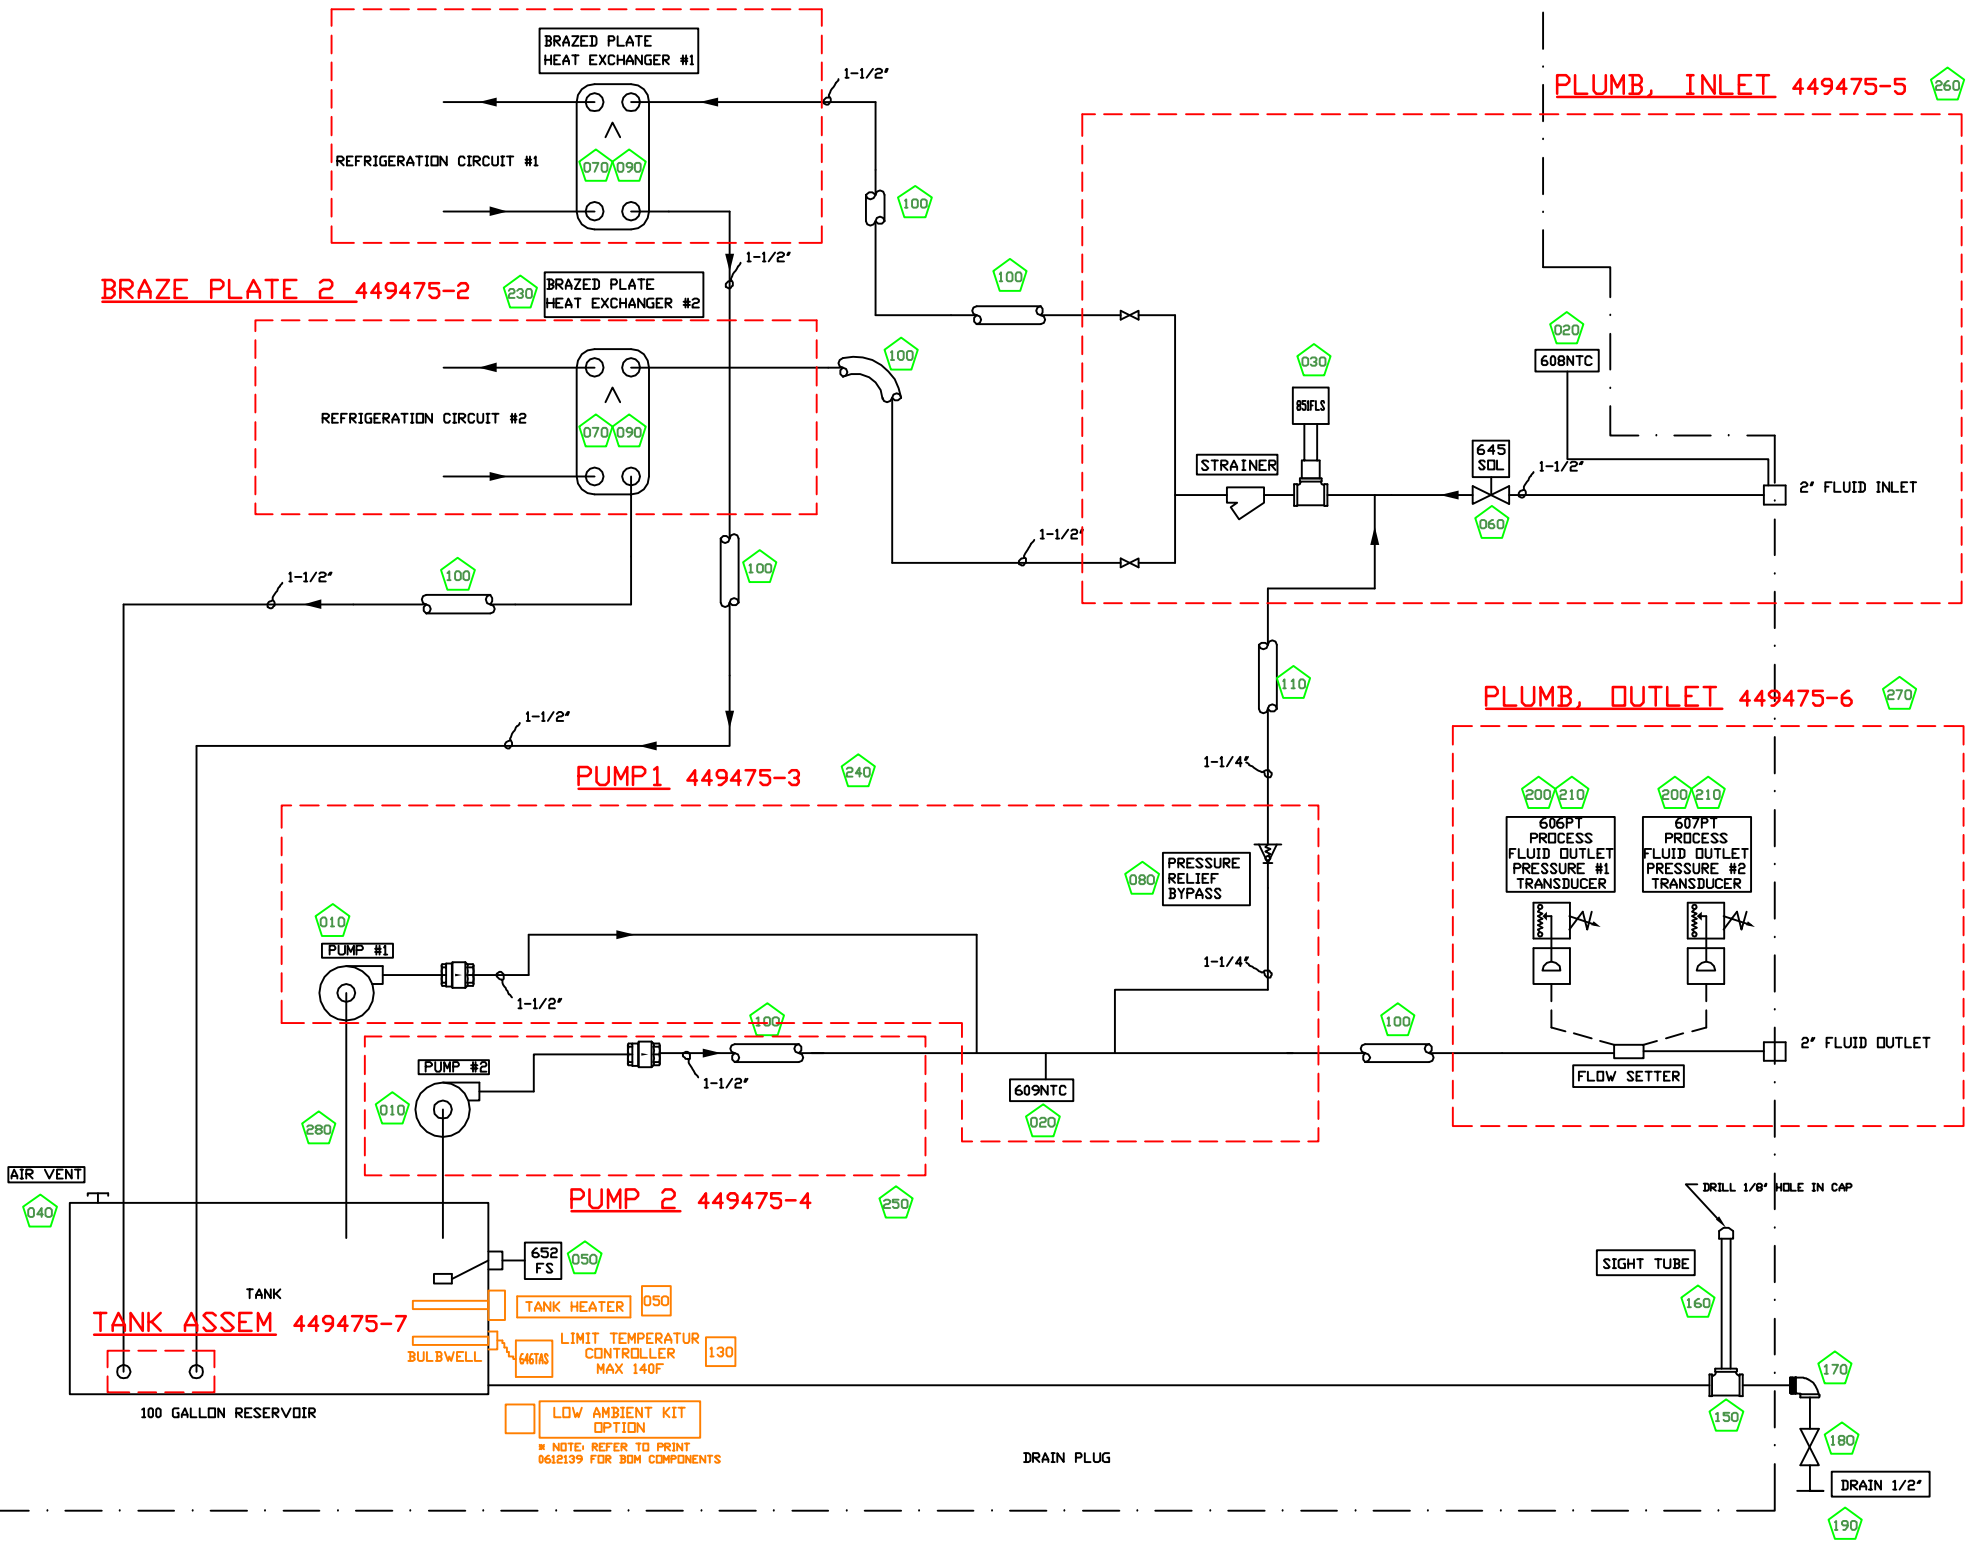 BRAZED PLATE
HEAT EXCHANGER #1
1-1/2"
PLUMB, INLET 449475-5
260
REFRIGERATION CIRCUIT #1
070
090
100
1-1/2"
100
BRAZE PLATE 2 449475-2
230
BRAZED PLATE
HEAT EXCHANGER #2
100
020
608NTC
030
851FLS
REFRIGERATION CIRCUIT #2
070
090
STRAINER
645
SOL
1-1/2"
2" FLUID INLET
060
1-1/2"
1-1/2"
100
100
110
PLUMB, OUTLET 449475-6
270
1-1/2"
PUMP1 449475-3
240
1-1/4"
200
210
200
210
606PT
PROCESS
FLUID OUTLET
PRESSURE #1
TRANSDUCER
607PT
PROCESS
FLUID OUTLET
PRESSURE #2
TRANSDUCER
080
PRESSURE
RELIEF
BYPASS
010
PUMP #1
1-1/4"
1-1/2"
100
100
2" FLUID OUTLET
PUMP #2
1-1/2"
609NTC
FLOW SETTER
010
020
280
AIR VENT
040
PUMP 2 449475-4
250
DRILL 1/8" HOLE IN CAP
652
FS
050
SIGHT TUBE
TANK
TANK HEATER
050
160
TANK ASSEM 449475-7
BULBWELL
646TAS
LIMIT TEMPERATUR
CONTROLLER
MAX 140F
130
170
100 GALLON RESERVOIR
LOW AMBIENT KIT
OPTION
* NOTE: REFER TO PRINT
0612139 FOR BOM COMPONENTS
150
180
DRAIN PLUG
DRAIN 1/2"
190